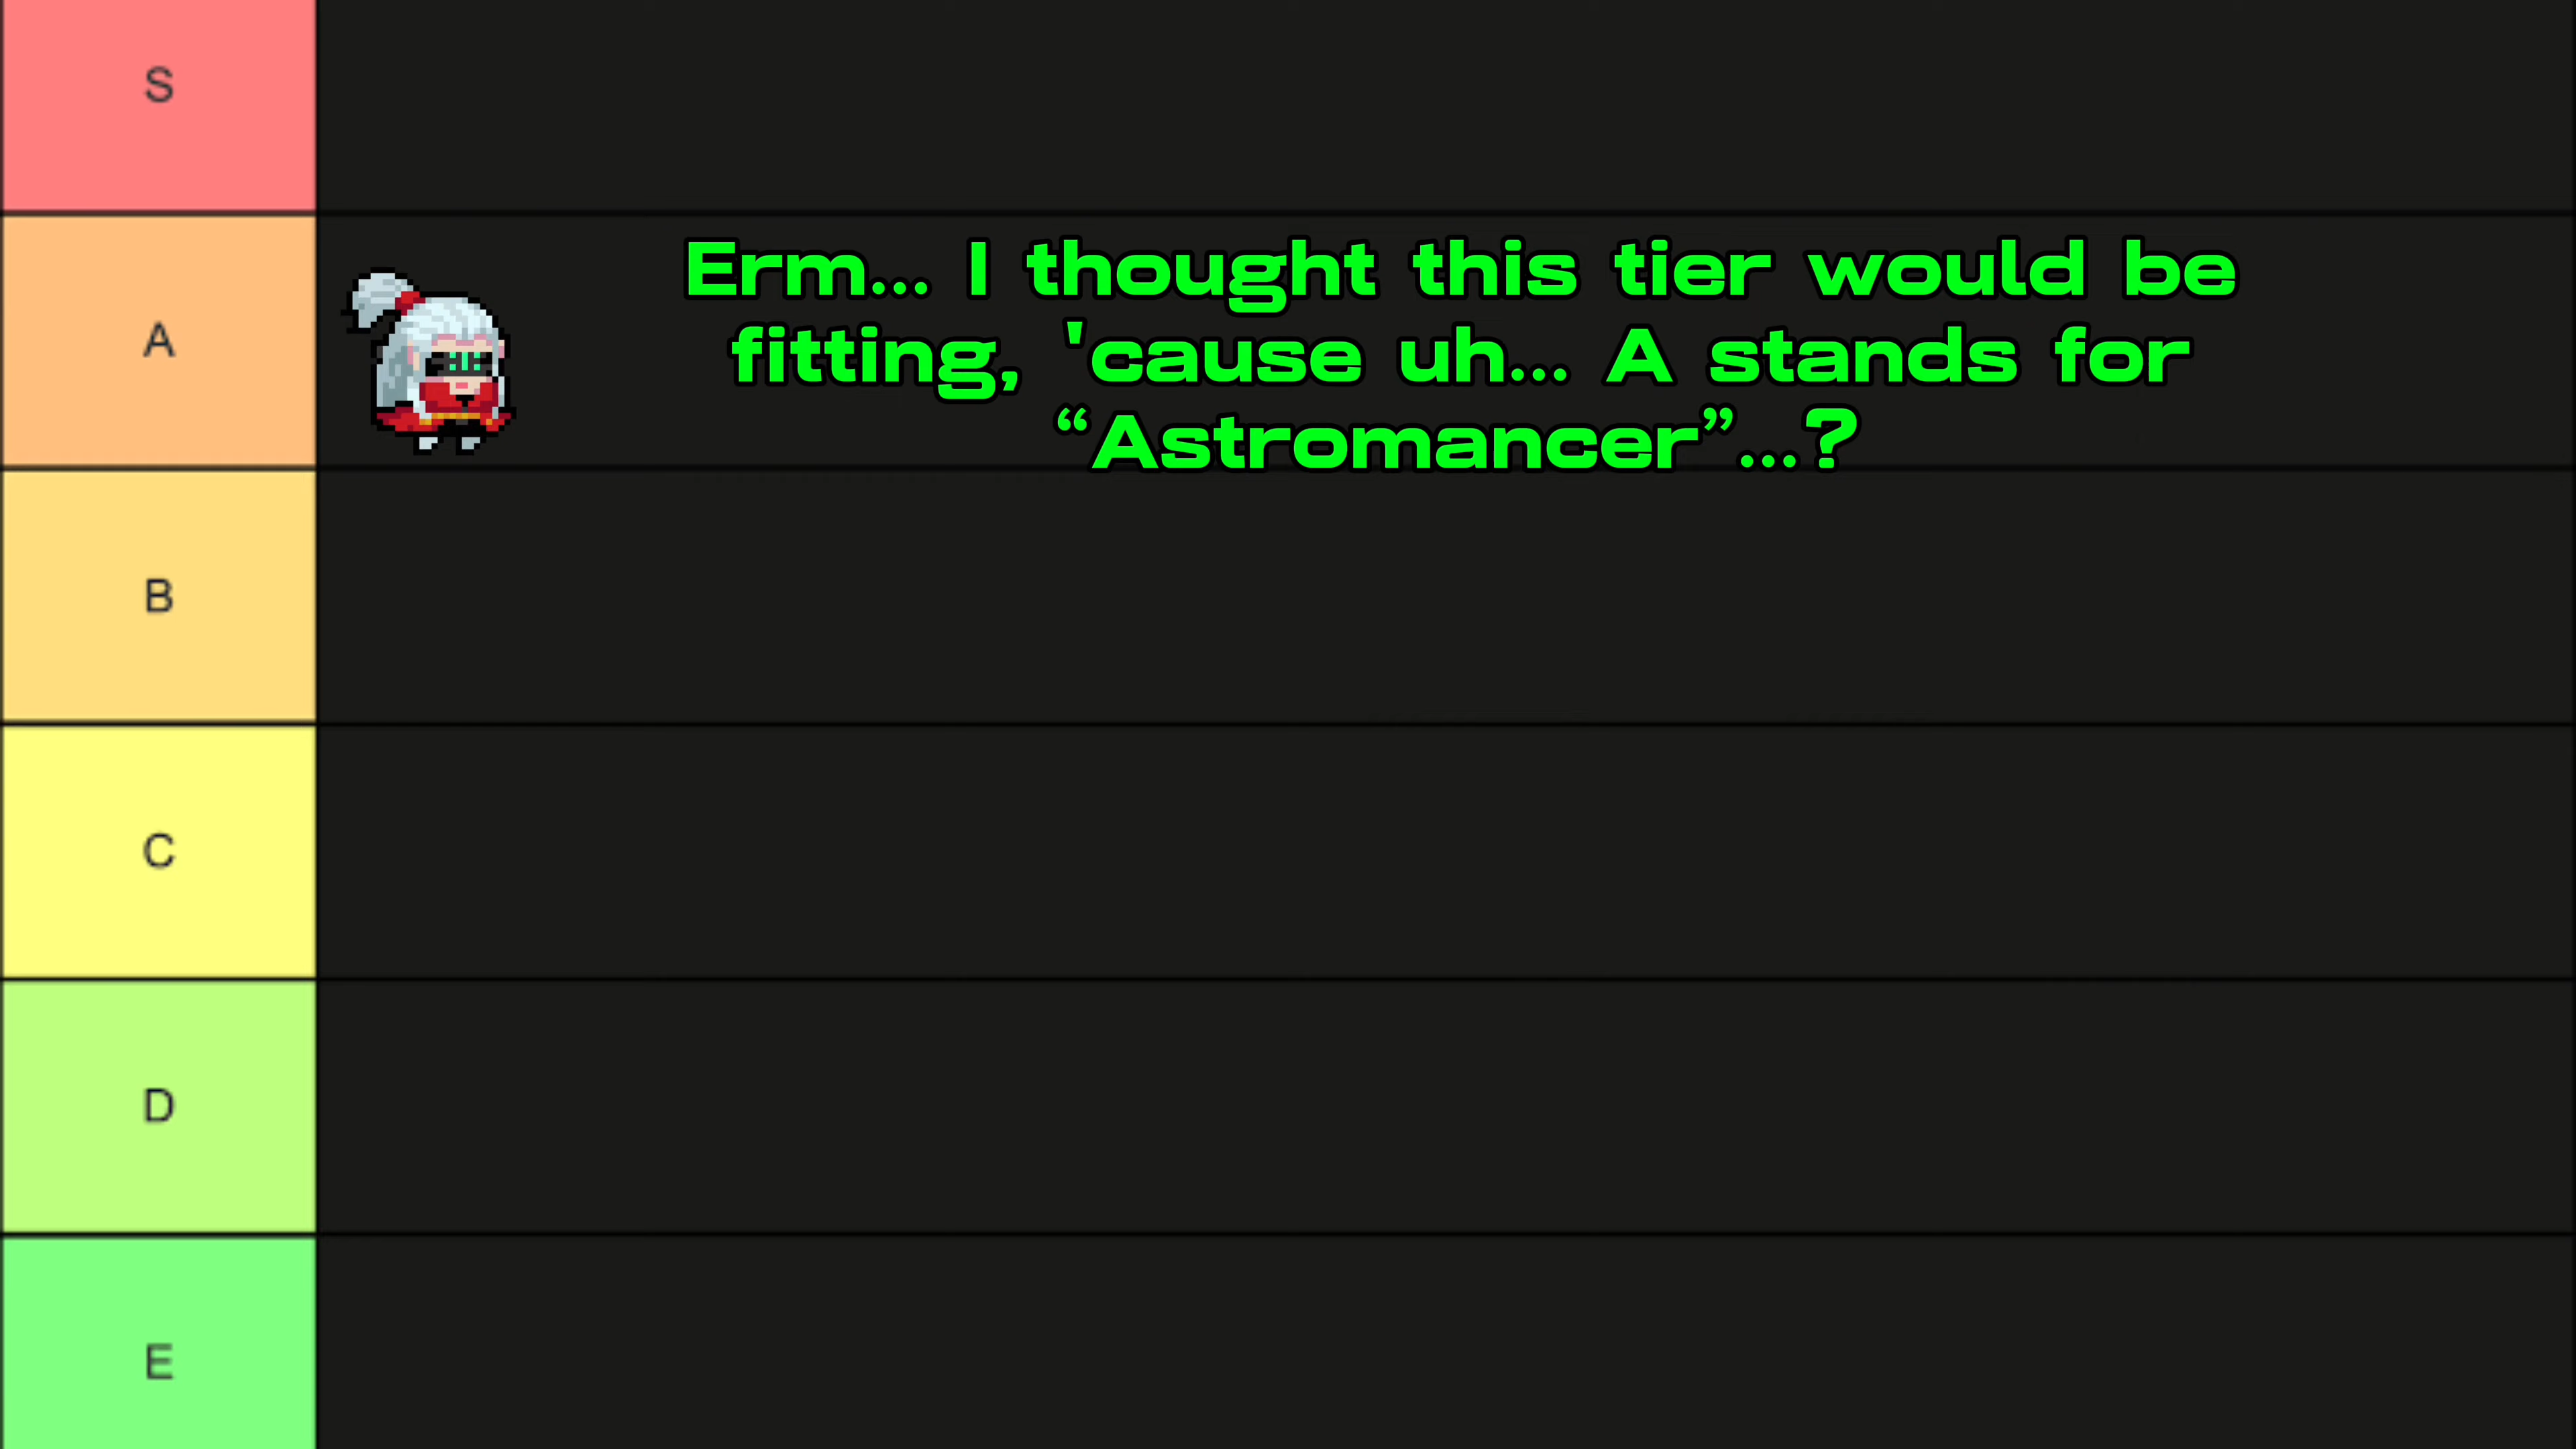 S
A
Erm... I thought this tier would be
fitting, 'cause uh... A stands for
“Astromancer”...?
B
C
D
E